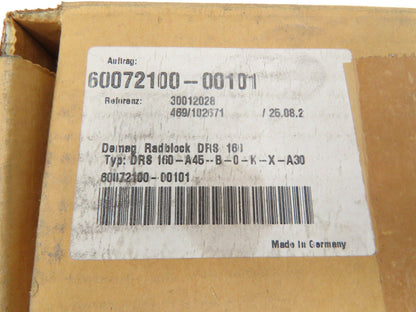 Auftrag:
60072100-00101
Referenz: 30012028
469/102671 / 25.08.2
Demag Radblock DRS 160
Typ: DRS 160-A45-B-0-K-X-A30
60072100-00101
Made in Germany